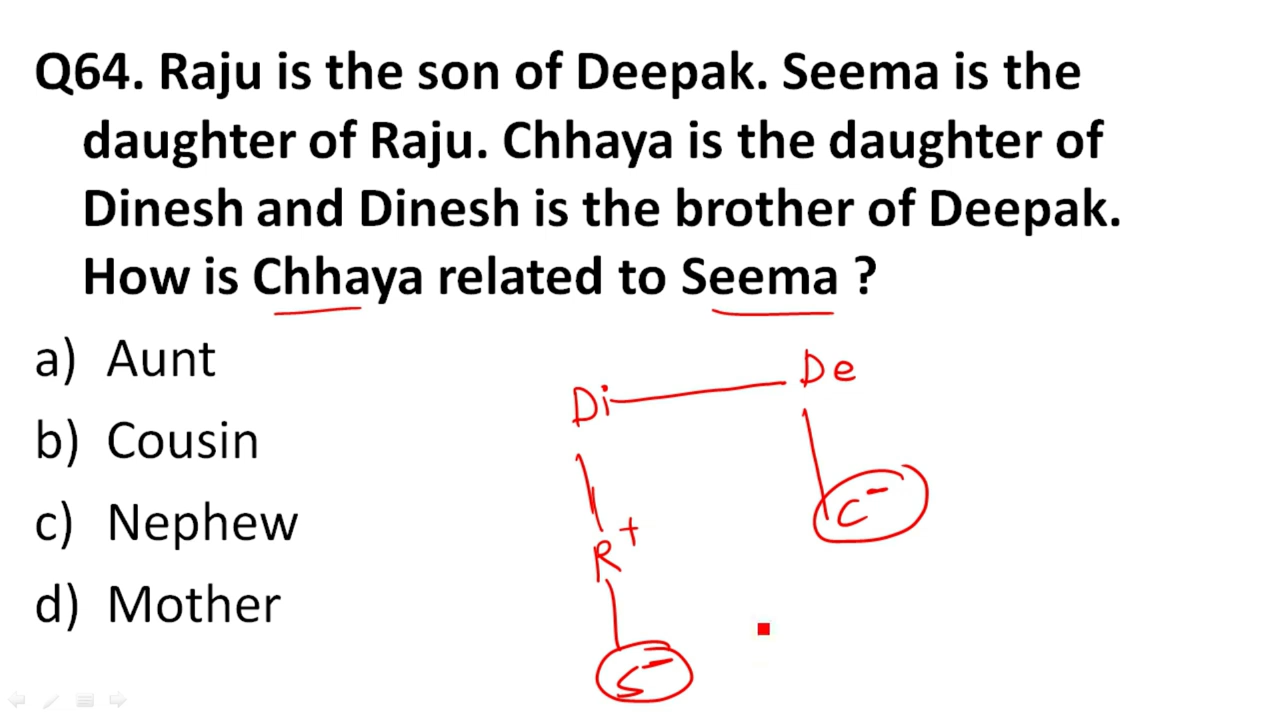 Q64. Raju is the son of Deepak. Seema is the
daughter of Raju. Chhaya is the daughter of
Dinesh and Dinesh is the brother of Deepak.
How is Chhaya related to Seema ?
a) Aunt
b) Cousin
c) Nephew
d) Mother
Di De
C -
R +
S -